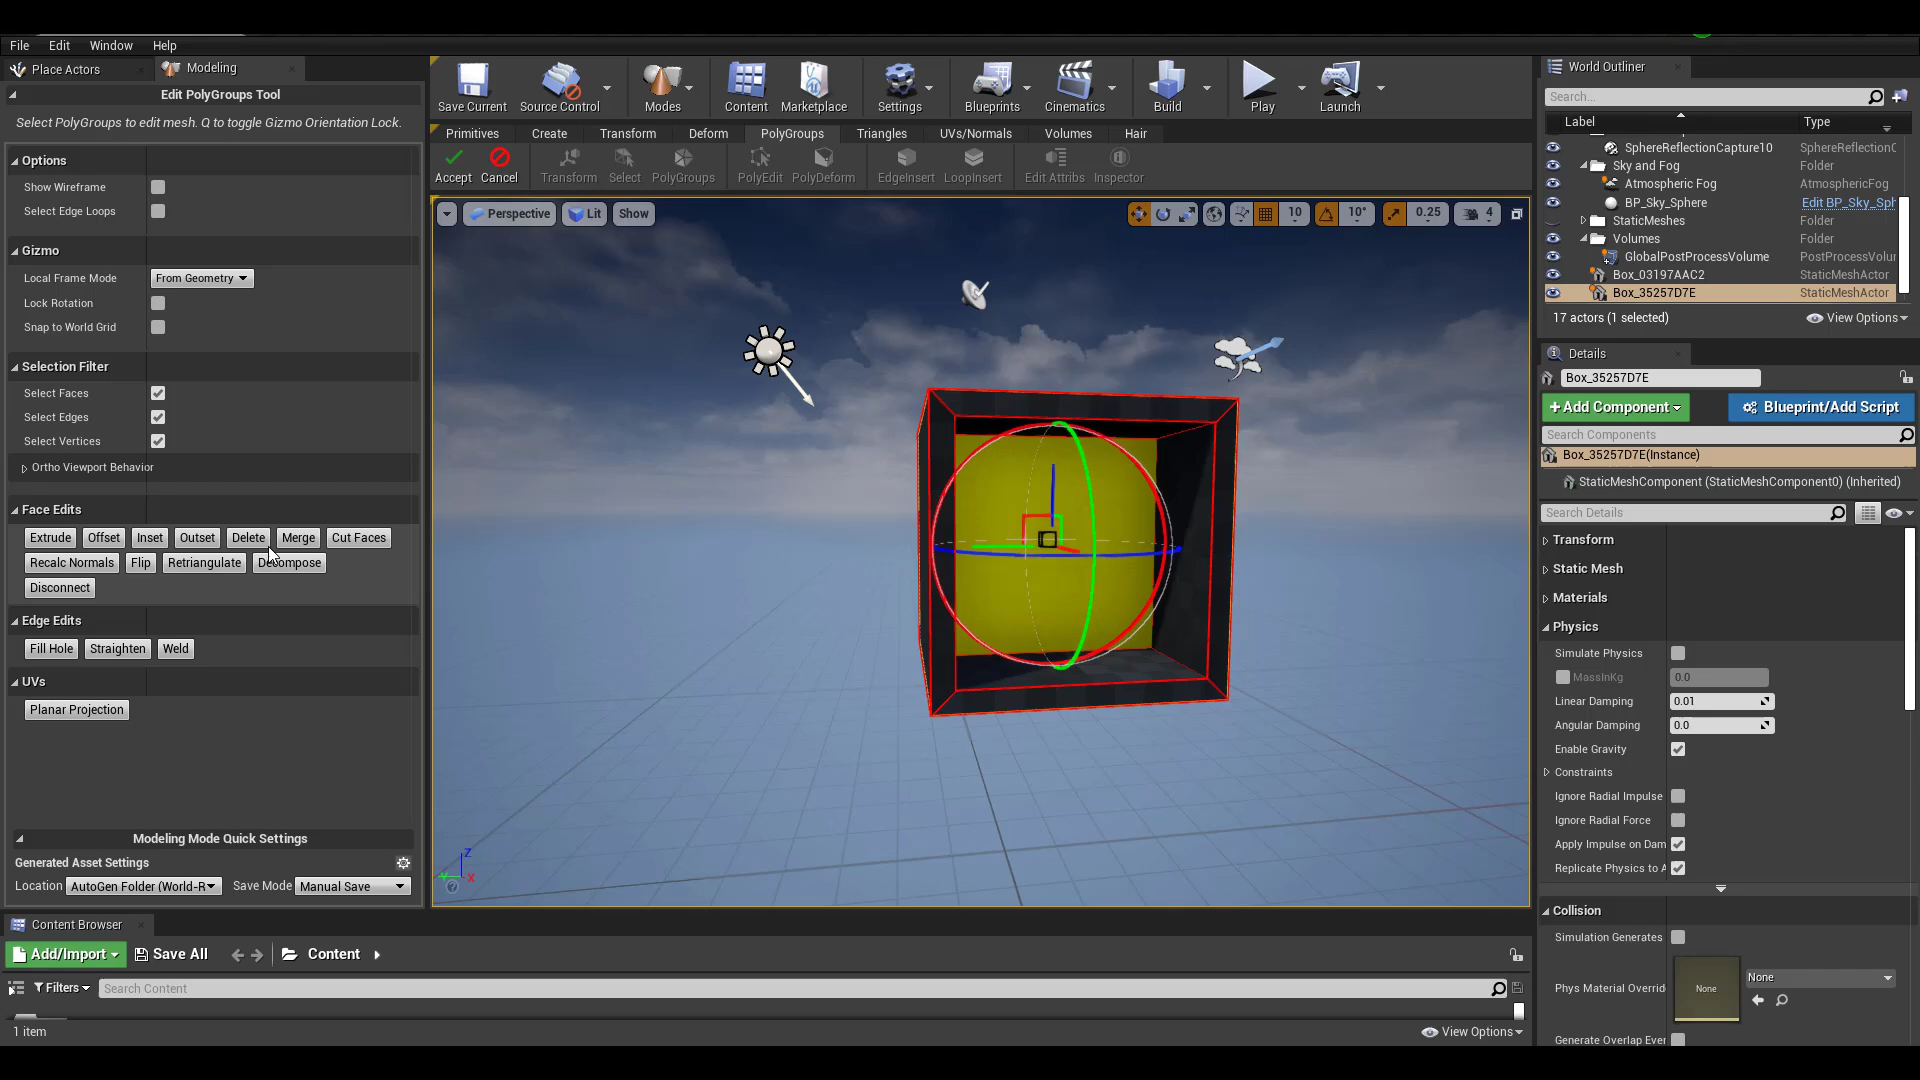 File Edit Window Help
Place Actors Modeling
Edit PolyGroups Tool
Select PolyGroups to edit mesh. Q to toggle Gizmo Orientation Lock.
Options
Show Wireframe
Select Edge Loops
Gizmo
Local Frame Mode From Geometry
Lock Rotation
Snap to World Grid
Selection Filter
Select Faces
Select Edges
Select Vertices
Ortho Viewport Behavior
Face Edits
Extrude Offset Inset Outset Delete Merge Cut Faces
Recalc Normals Flip Retriangulate Decompose
Disconnect
Edge Edits
Fill Hole Straighten Weld
UVs
Planar Projection
Modeling Mode Quick Settings
Generated Asset Settings
Location AutoGen Folder (World-R Save Mode Manual Save
Save Current Source Control Modes Content Marketplace Settings Blueprints Cinematics Build Play Launch
Primitives Create Transform Deform PolyGroups Triangles UVs/Normals Volumes Hair
Accept Cancel Transform Select PolyGroups PolyEdit PolyDeform EdgeInsert LoopInsert Edit Attribs Inspector
Perspective Lit Show 10 10° 0.25 4
Z
X
World Outliner
Search...
Label Type
SphereReflectionCapture10 SphereReflectionC
Sky and Fog Folder
Atmospheric Fog AtmosphericFog
BP_Sky_Sphere Edit BP_Sky_Sph
StaticMeshes Folder
Volumes Folder
GlobalPostProcessVolume PostProcessVolu
Box_03197AAC2 StaticMeshActor
Box_35257D7E StaticMeshActor
17 actors (1 selected) View Options
Details
Box_35257D7E
+Add Component Blueprint/Add Script
Search Components
Box_35257D7E(Instance)
StaticMeshComponent (StaticMeshComponent0) (Inherited)
Search Details
Transform
Static Mesh
Materials
Physics
Simulate Physics
MassInKg 0.0
Linear Damping 0.01
Angular Damping 0.0
Enable Gravity
Constraints
Ignore Radial Impulse
Ignore Radial Force
Apply Impulse on Dam
Replicate Physics to A
Collision
Simulation Generates
Phys Material Overrid None None
Generate Overlap Ever
Content Browser
Add/Import Save All Content
Filters Search Content
1 item View Options